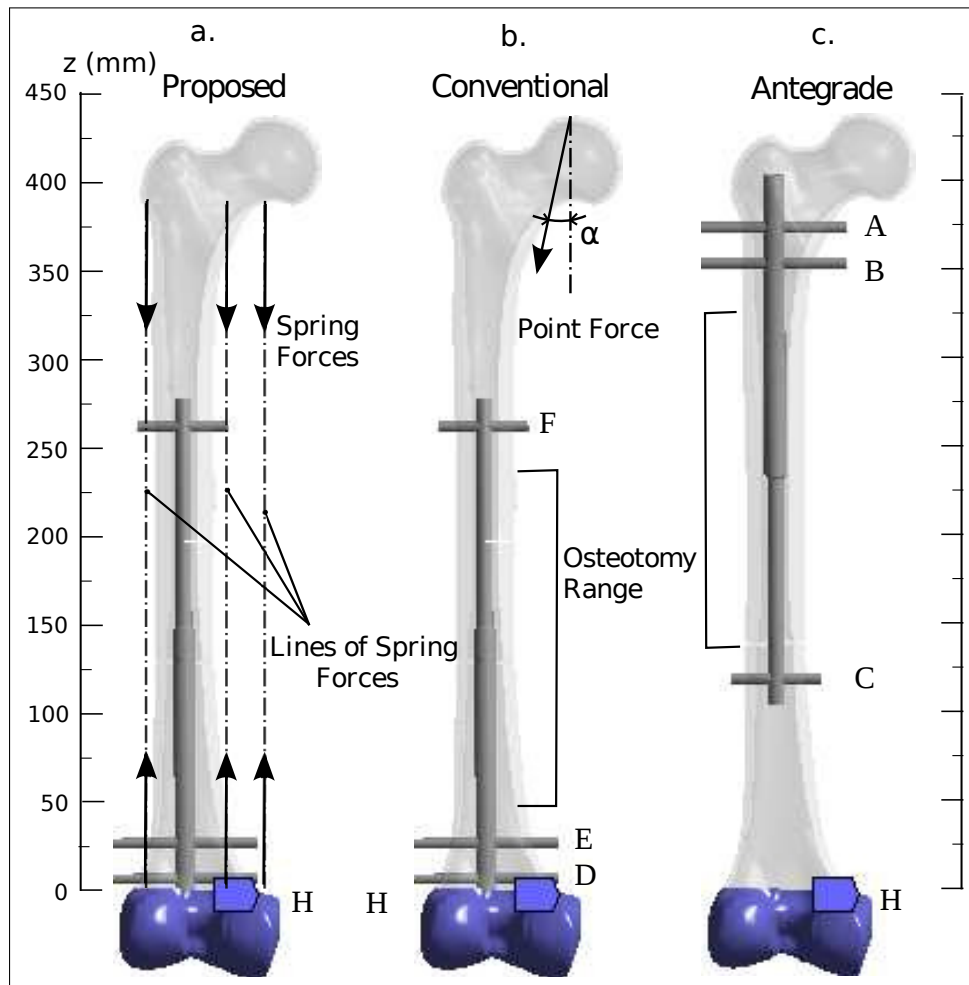 a.
b.
c.
z (mm)
Proposed
Conventional
Antegrade
450
400
350
300
250
200
150
100
50
0
α
A
B
Spring
Forces
Point Force
F
Osteotomy
Range
Lines of Spring
Forces
C
E
D
H
H
H